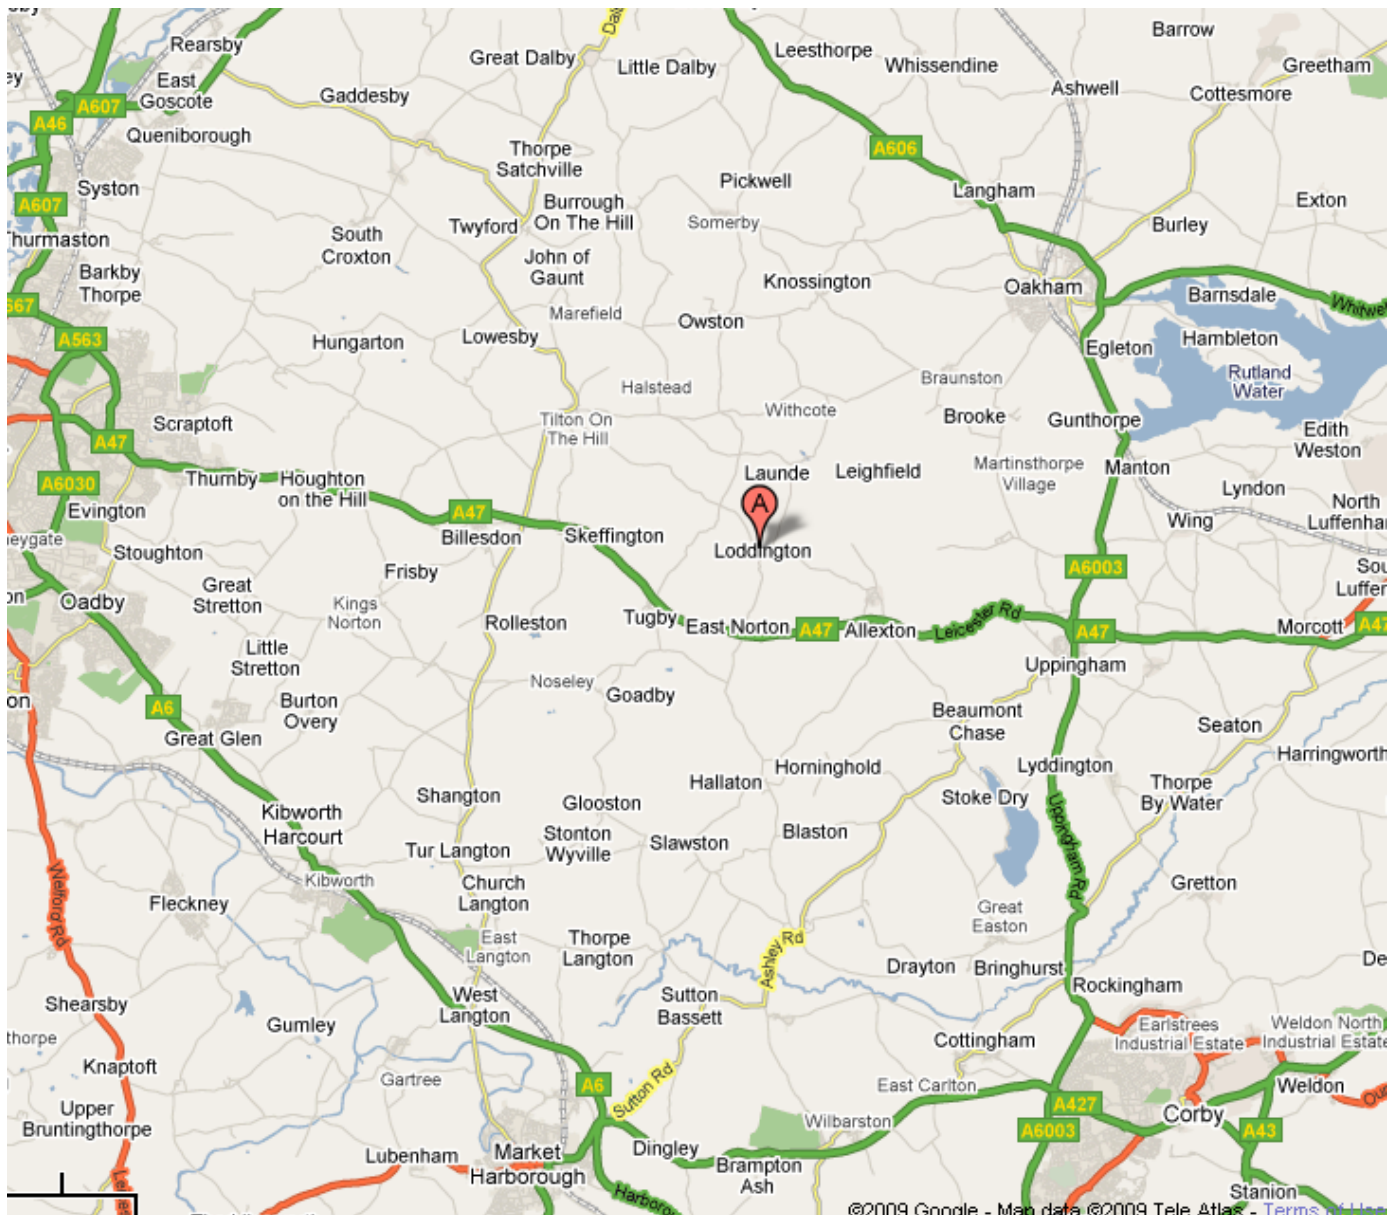 Barrow
Rearsby
Leesthorpe
Great Dalby
Little Dalby
Whissendine
Greetham
East
Goscote
Ashwell
Gaddesby
Cottesmore
A607
A46
Queniborough
A606
Thorpe
Satchville
Pickwell
Syston
Langham
A607
Burrough
On The Hill
Exton
Twyford
Somerby
Burley
South
Croxton
Thurmaston
John of
Gaunt
Barkby
Thorpe
Knossington
Oakham
Barnsdale
Marefield
Owston
A563
Lowesby
Hungarton
Hambleton
Egleton
Rutland
Water
Braunston
Halstead
Withcote
Brooke
Gunthorpe
Scraptoft
Tilton On
The Hill
Edith
Weston
A47
Martinsthorpe
Village
Manton
Launde
Leighfield
Thurnby
Houghton
on the Hill
A6030
Lyndon
North
A
Evington
A47
Wing
Billesdon
Skeffington
Loddington
Stoughton
A6003
Frisby
Great
Stretton
Oadby
Kings
Norton
Rolleston
Tugby
East Norton
A47
Allexton
Leicester Rd
A47
Morcott
A47
Little
Stretton
Uppingham
Noseley
Goadby
Burton
Overy
A6
Beaumont
Chase
Seaton
Great Glen
Harringworth
Lyddington
Horninghold
Hallaton
Thorpe
By Water
Shangton
Glooston
Stoke Dry
Kibworth
Harcourt
Stonton
Wyville
Blaston
Slawston
Uppingham Rd
Tur Langton
Kibworth
Church
Langton
Gretton
Welford Rd
Fleckney
Great
Easton
East
Langton
Thorpe
Langton
Ashley Rd
Drayton
Bringhurst
Rockingham
Shearsby
West
Langton
Sutton
Bassett
Gumley
Earlstrees
Industrial Estate
Weldon North
Industrial Estate
Cottingham
Knaptoft
Gartree
A6
Sutton Rd
East Carlton
Weldon
Upper
Bruntingthorpe
A427
Corby
Wilbarston
A6003
A43
Lubenham
Market
Harborough
Dingley
Brampton
Ash
Stanion
©2009 Google - Map data ©2009 Tele Atlas - Terms of Use